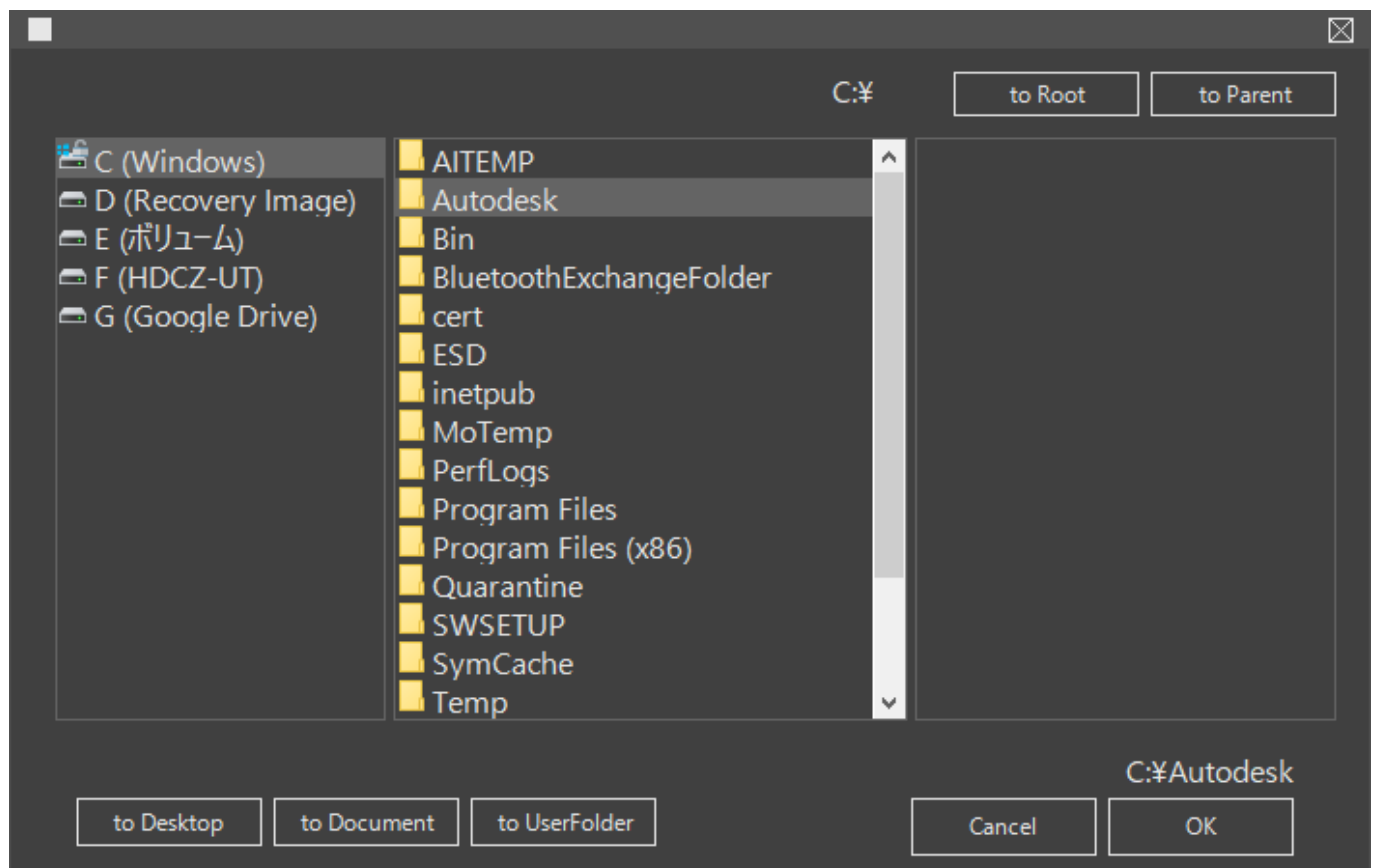 C:¥
to Root
to Parent
C (Windows)
D (Recovery Image)
E (ボリューム)
F (HDCZ-UT)
G (Google Drive)
AITEMP
Autodesk
Bin
BluetoothExchangeFolder
cert
ESD
inetpub
MoTemp
PerfLogs
Program Files
Program Files (x86)
Quarantine
SWSETUP
SymCache
Temp
C:¥Autodesk
to Desktop
to Document
to UserFolder
Cancel
OK